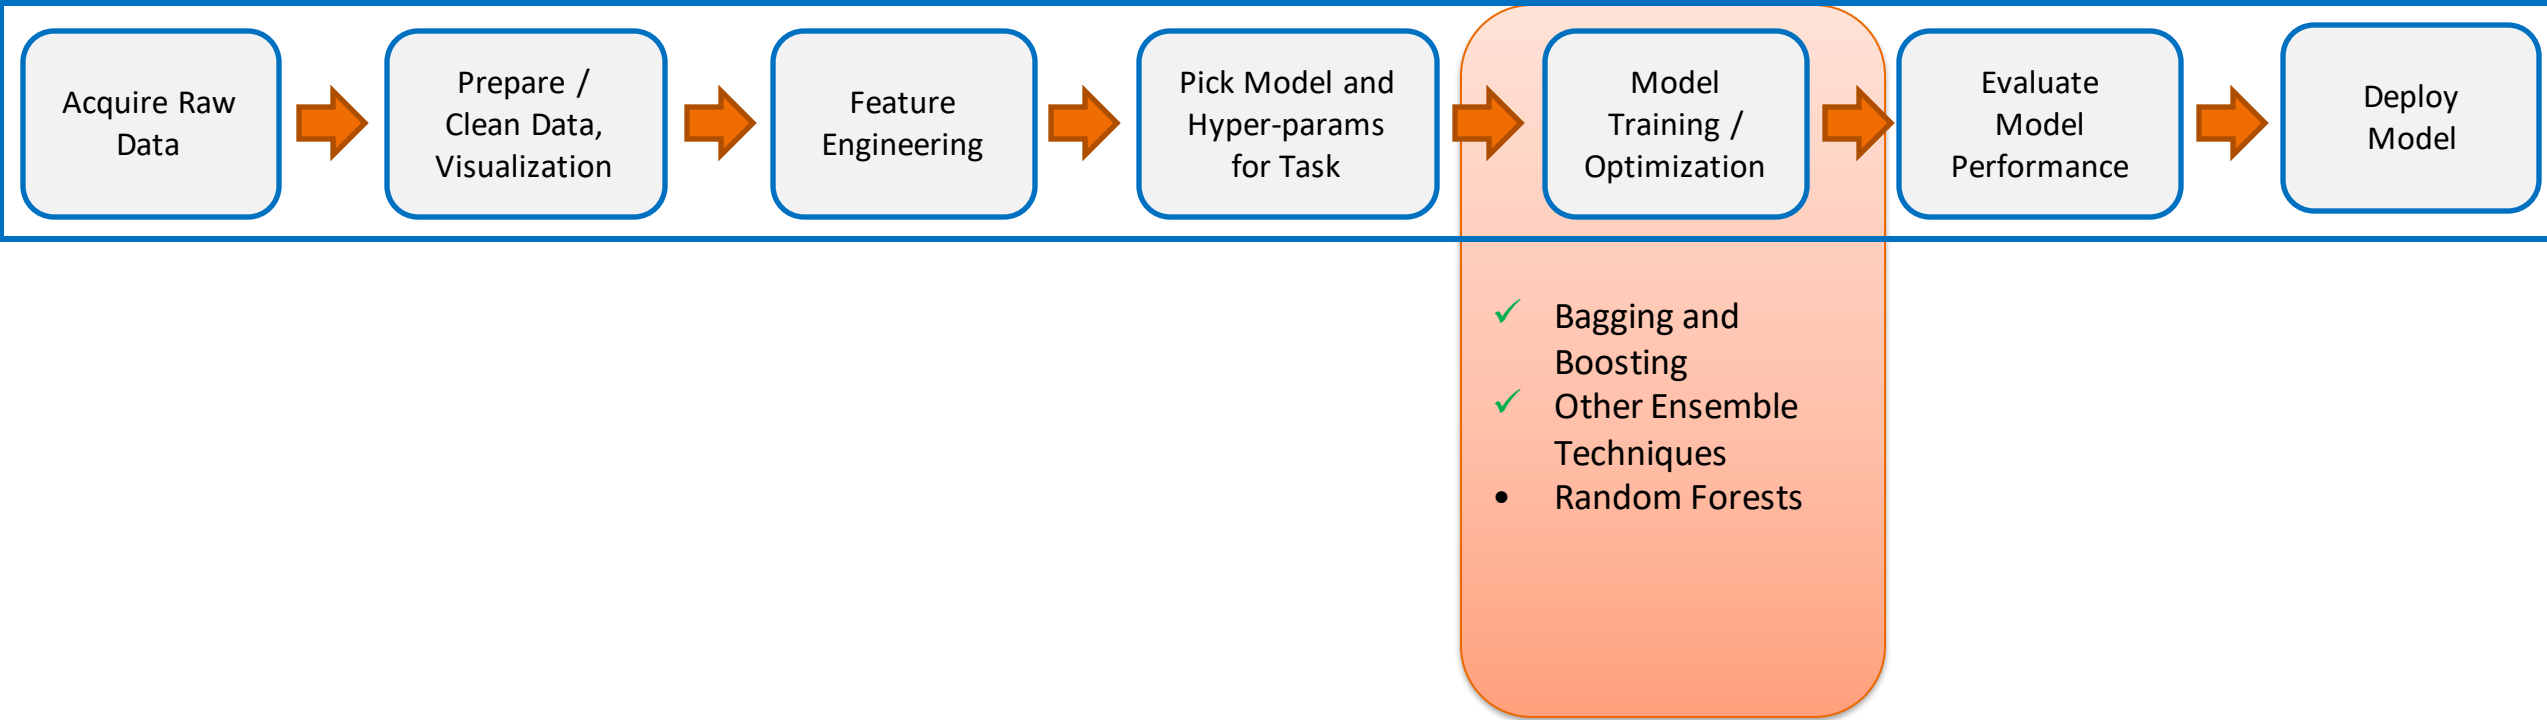 Acquire Raw
Data
Prepare /
Clean Data,
Visualization
Feature
Engineering
Pick Model and
Hyper-params
for Task
Model
Training /
Optimization
Evaluate
Model
Performance
Deploy
Model
✓ Bagging and
Boosting
✓ Other Ensemble
Techniques
• Random Forests